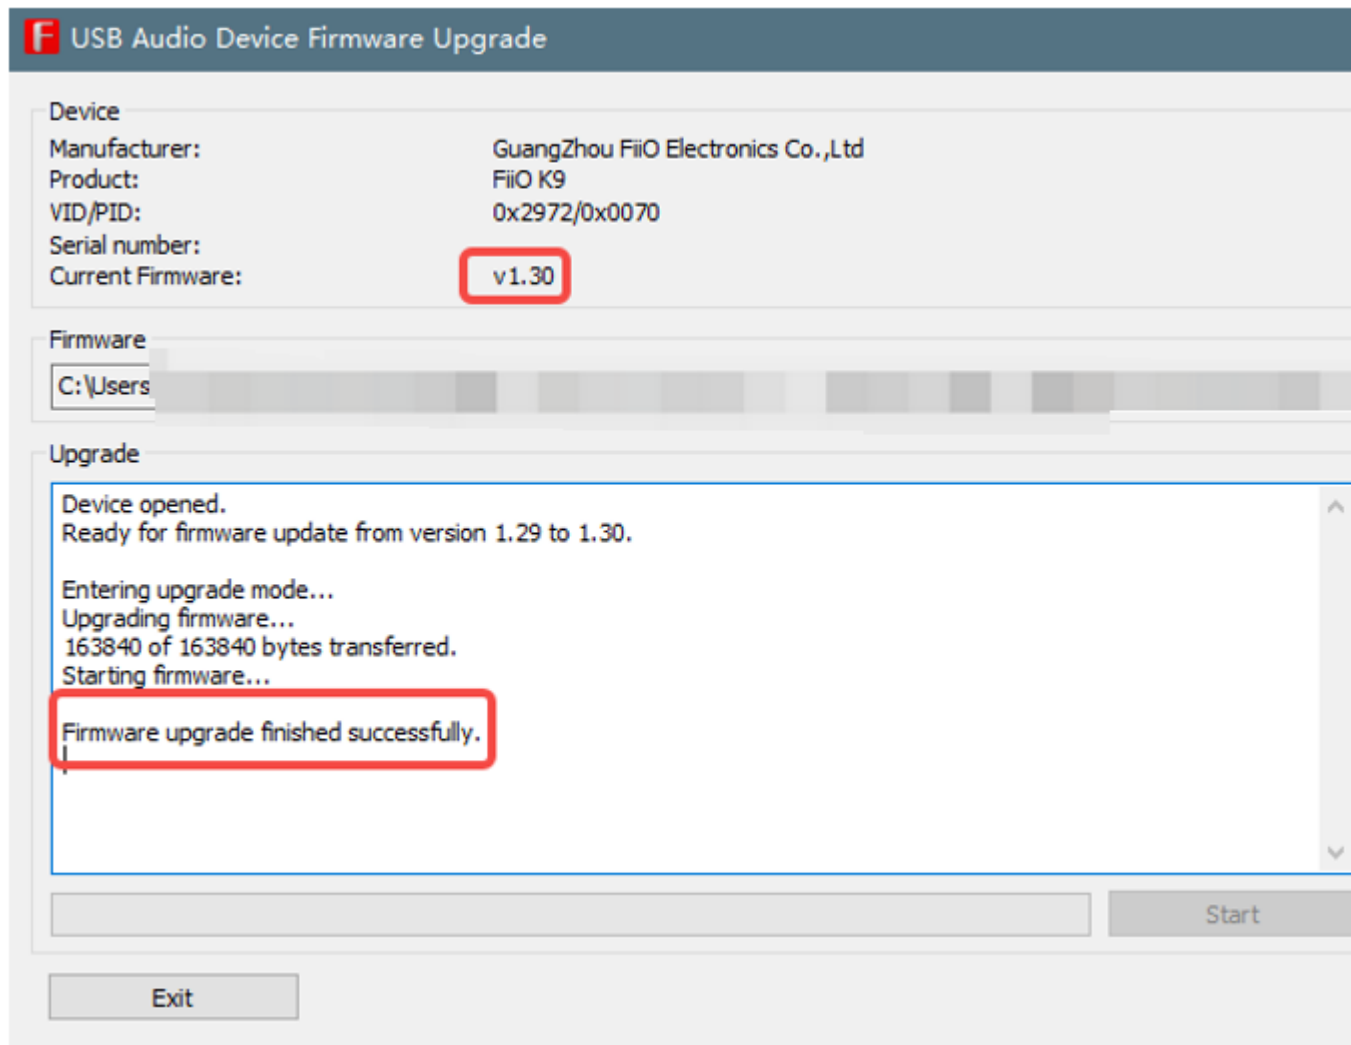 USB Audio Device Firmware Upgrade
Device
Manufacturer: GuangZhou FiiO Electronics Co.,Ltd
Product: FiiO K9
VID/PID: 0x2972/0x0070
Serial number:
Current Firmware: v1.30
Firmware
C:\Users
Upgrade
Device opened.
Ready for firmware update from version 1.29 to 1.30.
Entering upgrade mode...
Upgrading firmware...
163840 of 163840 bytes transferred.
Starting firmware...
Firmware upgrade finished successfully.
Start
Exit